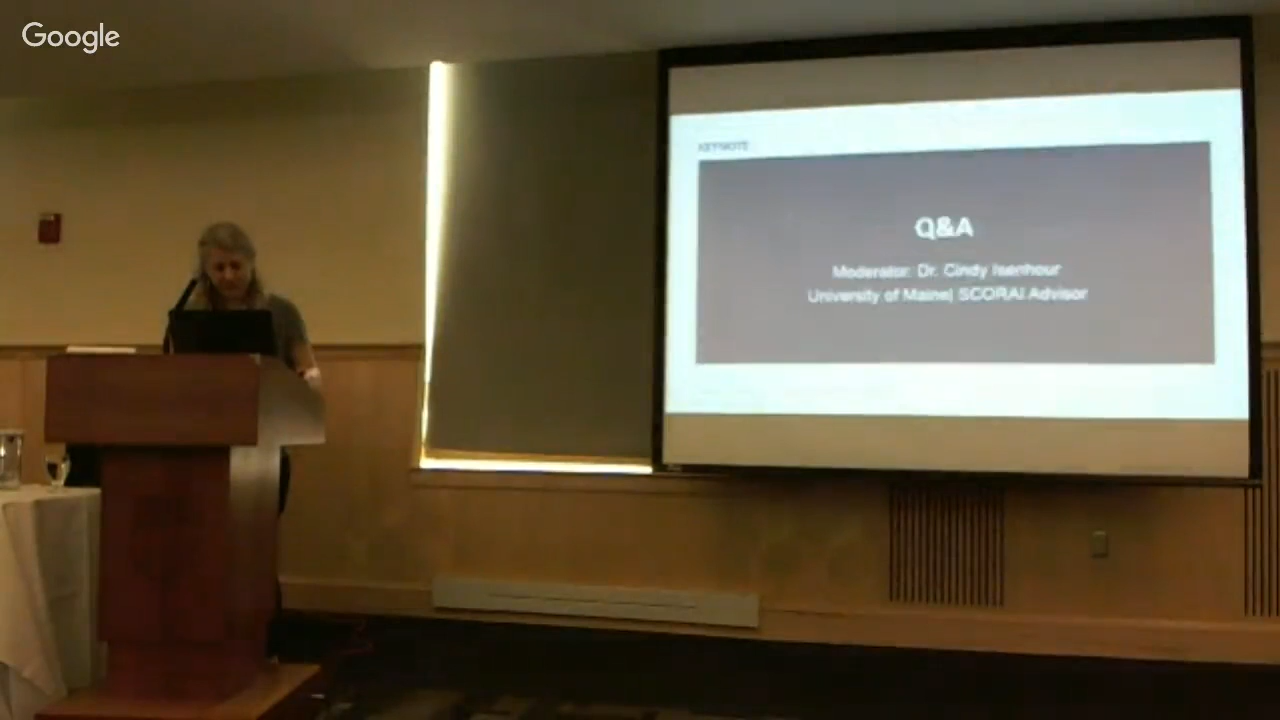 Google
KEYNOTE
Q&A
Moderator: Dr. Cindy Isenhour
University of Maine| SCORAI Advisor